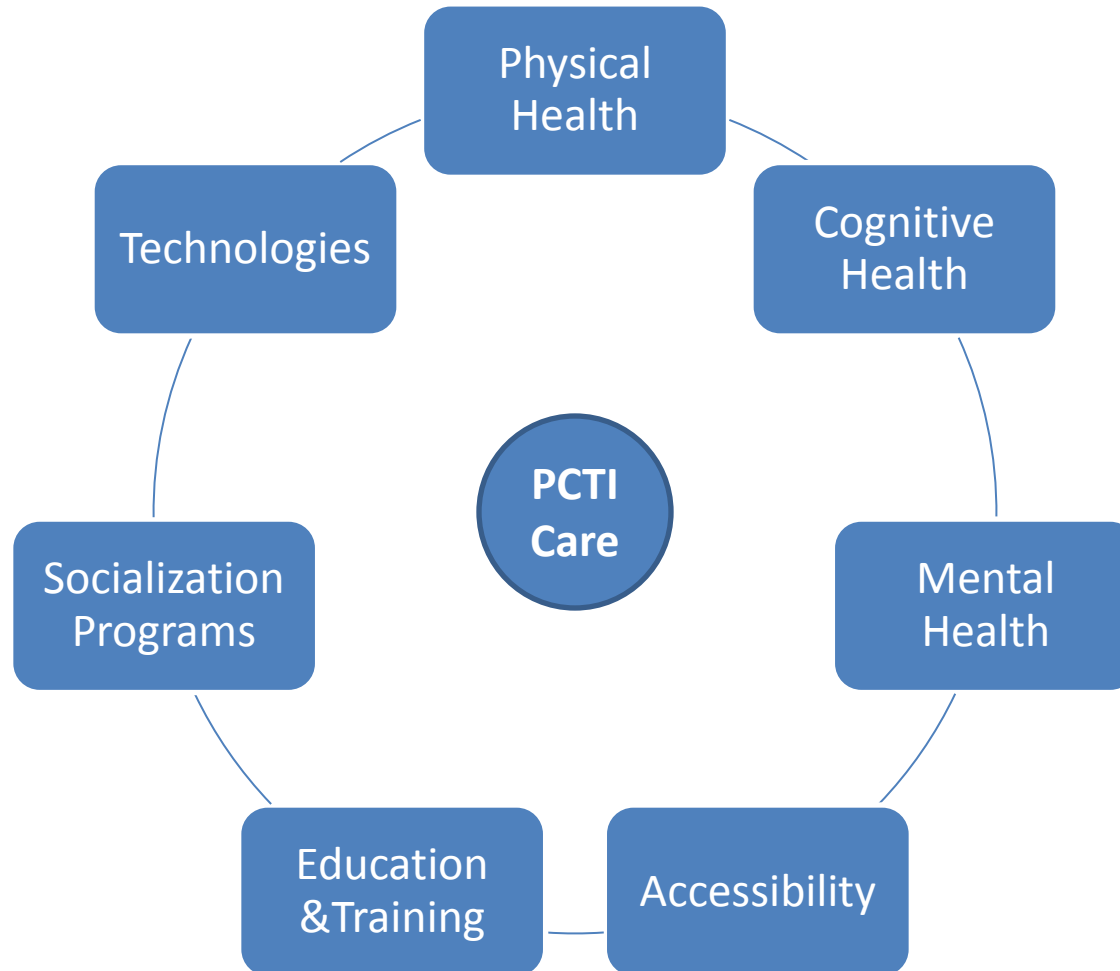 Physical
Health
Cognitive
Health
Mental
Health
Accessibility
Education
&Training
Socialization
Programs
Technologies
PCTI
Care